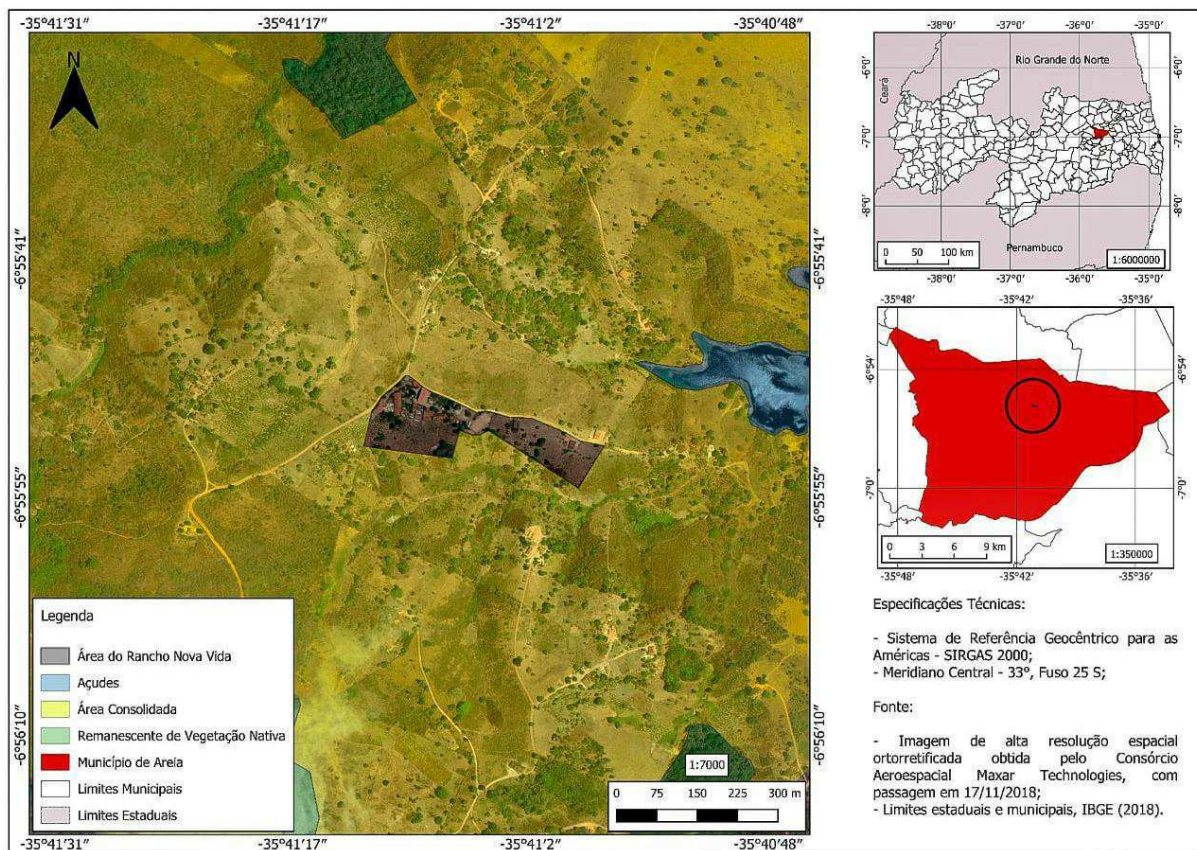 -35°41'31" -35°41'17" -35°41'2" -35°40'48"
N
-6°55'41" -6°55'41"
-6°55'55" -6°55'55"
-6°56'10" -6°56'10"
Legenda
Área do Rancho Nova Vida
Açudes
Área Consolidada
Remanescente de Vegetação Nativa
Município de Areia
Limites Municipais
Limites Estaduais
1:7000
0 75 150 225 300 m
-35°41'31" -35°41'17" -35°41'2" -35°40'48"
-38°0' -37°0' -36°0' -35°0'
Rio Grande do Norte
Ceará
-6°0' -6°0'
-7°0' -7°0'
-8°0' -8°0'
Pernambuco
0 50 100 km
1:6000000
-38°0' -37°0' -36°0' -35°0'
-35°48' -35°42' -35°36'
-6°54' -6°54'
-7°0' -7°0'
0 3 6 9 km
1:350000
-35°48' -35°42' -35°36'
Especificações Técnicas:
- Sistema de Referência Geocêntrico para as
Américas - SIRGAS 2000;
- Meridiano Central - 33°, Fuso 25 S;
Fonte:
- Imagem de alta resolução espacial
ortorretificada obtida pelo Consórcio
Aeroespacial Maxar Technologies, com
passagem em 17/11/2018;
- Limites estaduais e municipais, IBGE (2018).